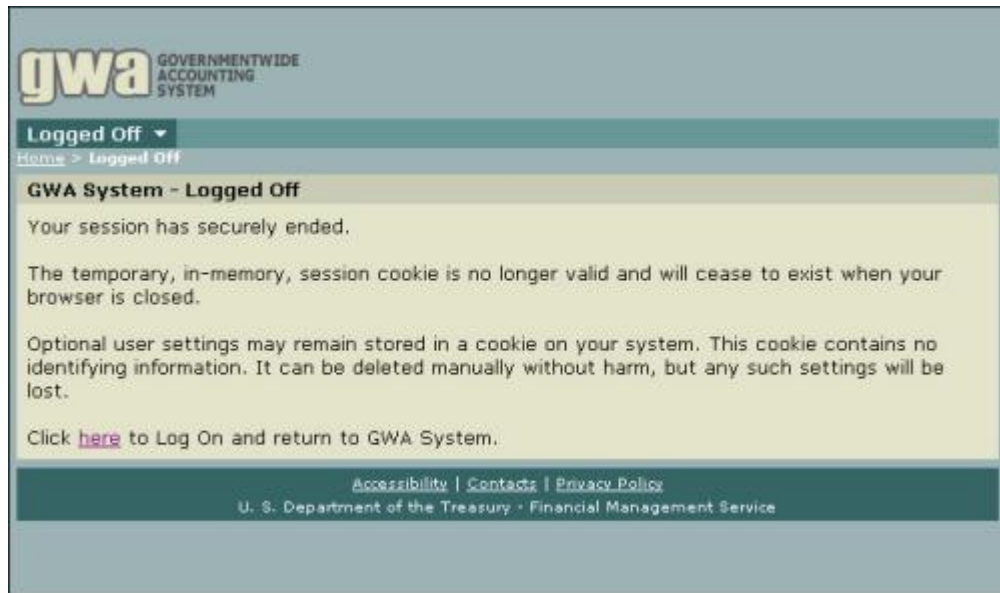 gwa GOVERNMENTWIDE
ACCOUNTING
SYSTEM
Logged Off
Home > Logged Off
GWA System - Logged Off
Your session has securely ended.
The temporary, in-memory, session cookie is no longer valid and will cease to exist when your
browser is closed.
Optional user settings may remain stored in a cookie on your system. This cookie contains no
identifying information. It can be deleted manually without harm, but any such settings will be
lost.
Click here to Log On and return to GWA System.
Accessibility | Contacts | Privacy Policy
U. S. Department of the Treasury - Financial Management Service